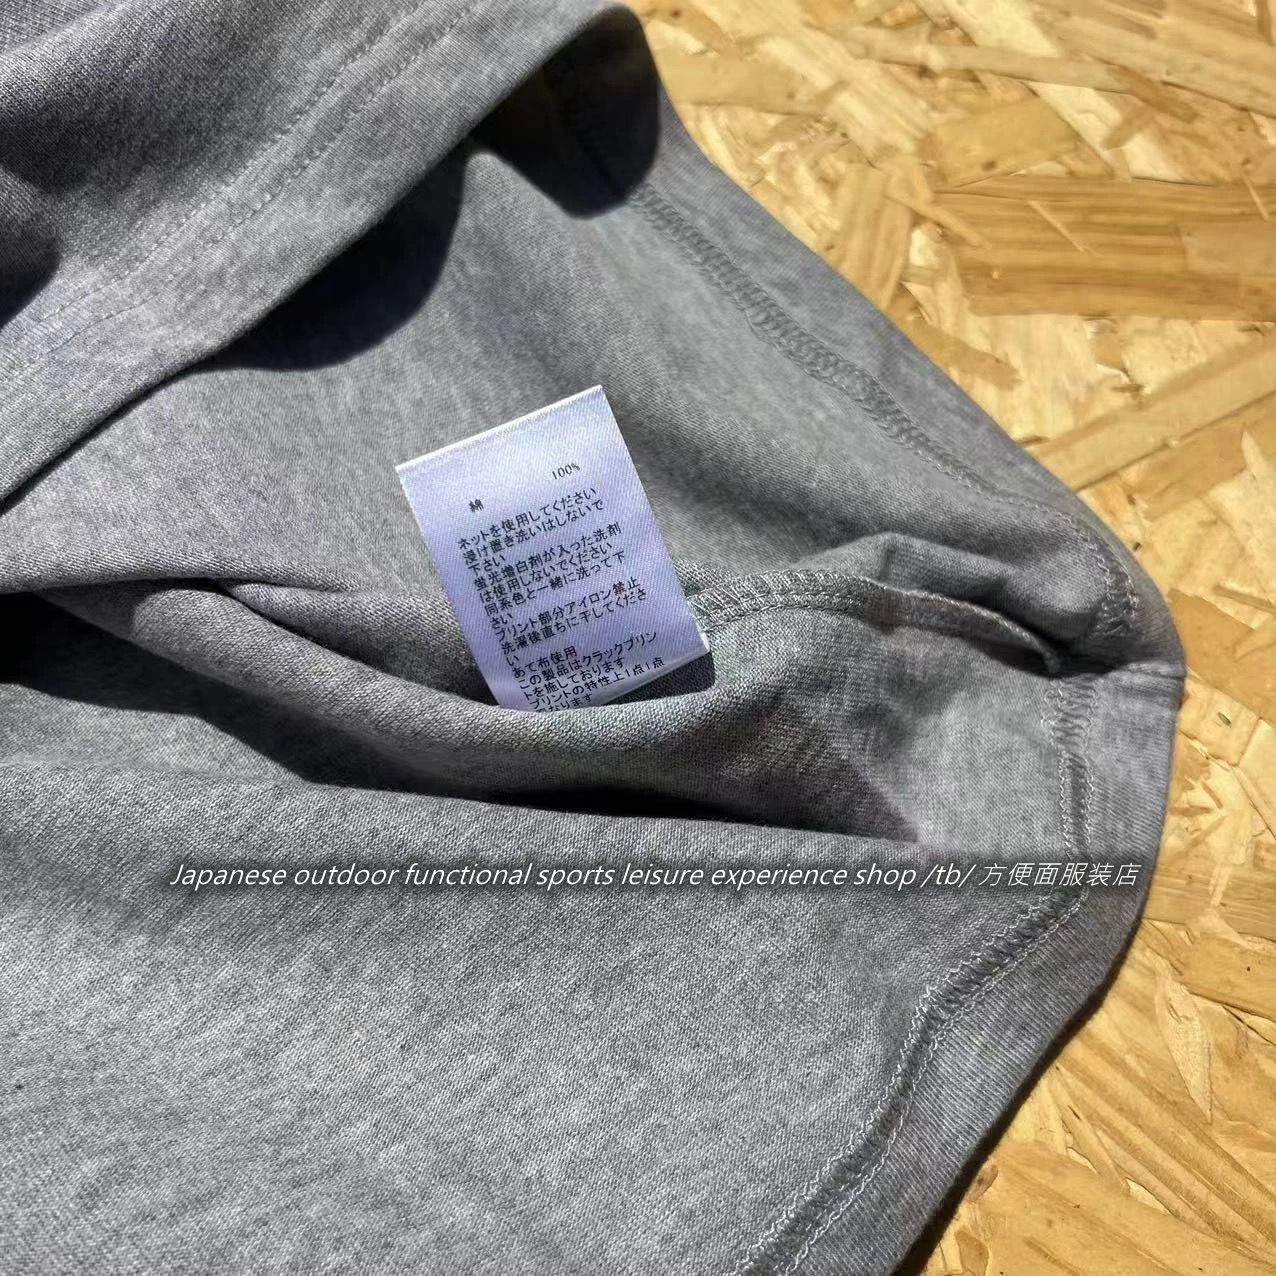 100%
綿
ネットを使用してください
浸け置き洗いはしないで
下さい
蛍光増白剤が入った洗剤
は使用しないでください
同系色と一緒に洗って下
さい
プリント部分アイロン禁止
洗濯後直ちに干してくださ
い
あて布使用
この製品はクラックプリン
トを施しております
プリントの特性上1点1点
Japanese outdoor functional sports leisure experience shop /tb/ 方便面服装店